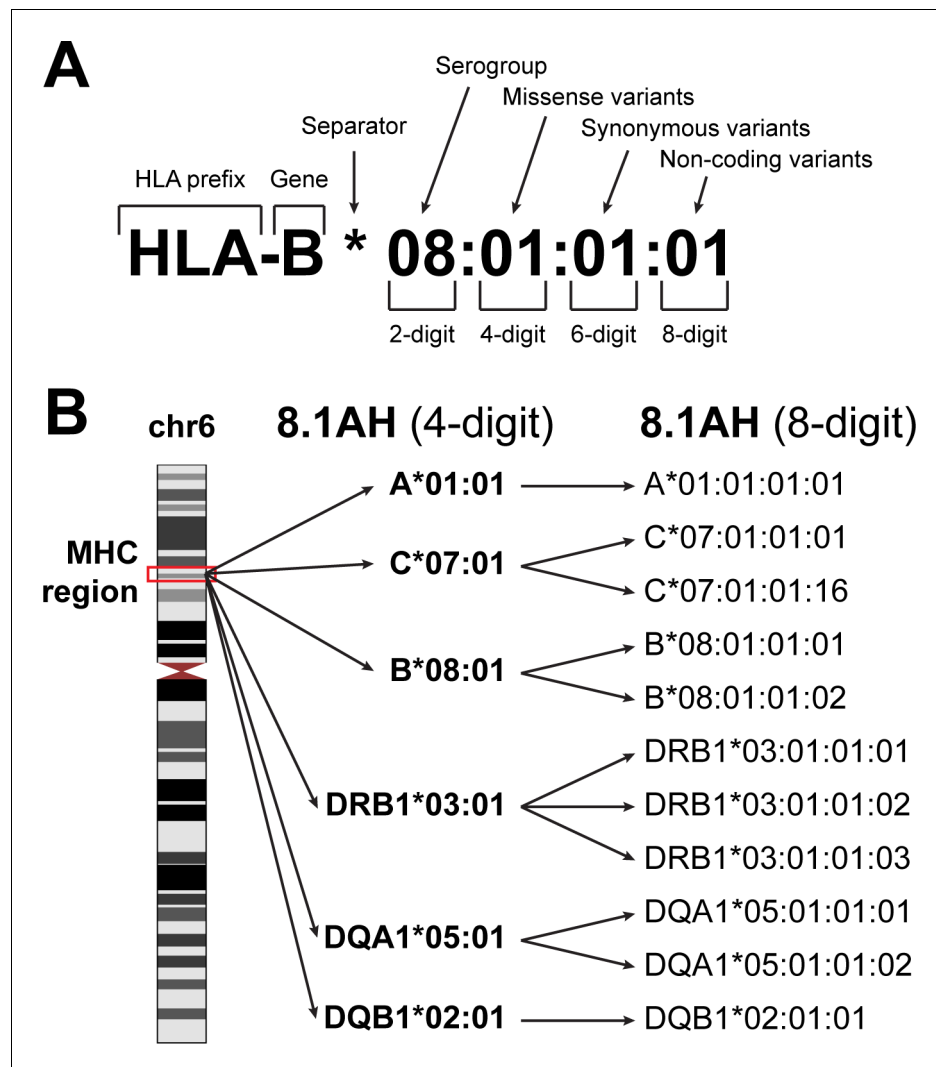 A
Serogroup
Missense variants
Separator
Synonymous variants
Non-coding variants
HLA prefix
Gene
HLA-B * 08:01:01:01
2-digit 4-digit 6-digit 8-digit
B
chr6
8.1AH (4-digit)
8.1AH (8-digit)
MHC
region
A*01:01
A*01:01:01:01
C*07:01
C*07:01:01:01
C*07:01:01:16
B*08:01
B*08:01:01:01
B*08:01:01:02
DRB1*03:01
DRB1*03:01:01:01
DRB1*03:01:01:02
DRB1*03:01:01:03
DQA1*05:01
DQA1*05:01:01:01
DQA1*05:01:01:02
DQB1*02:01
DQB1*02:01:01